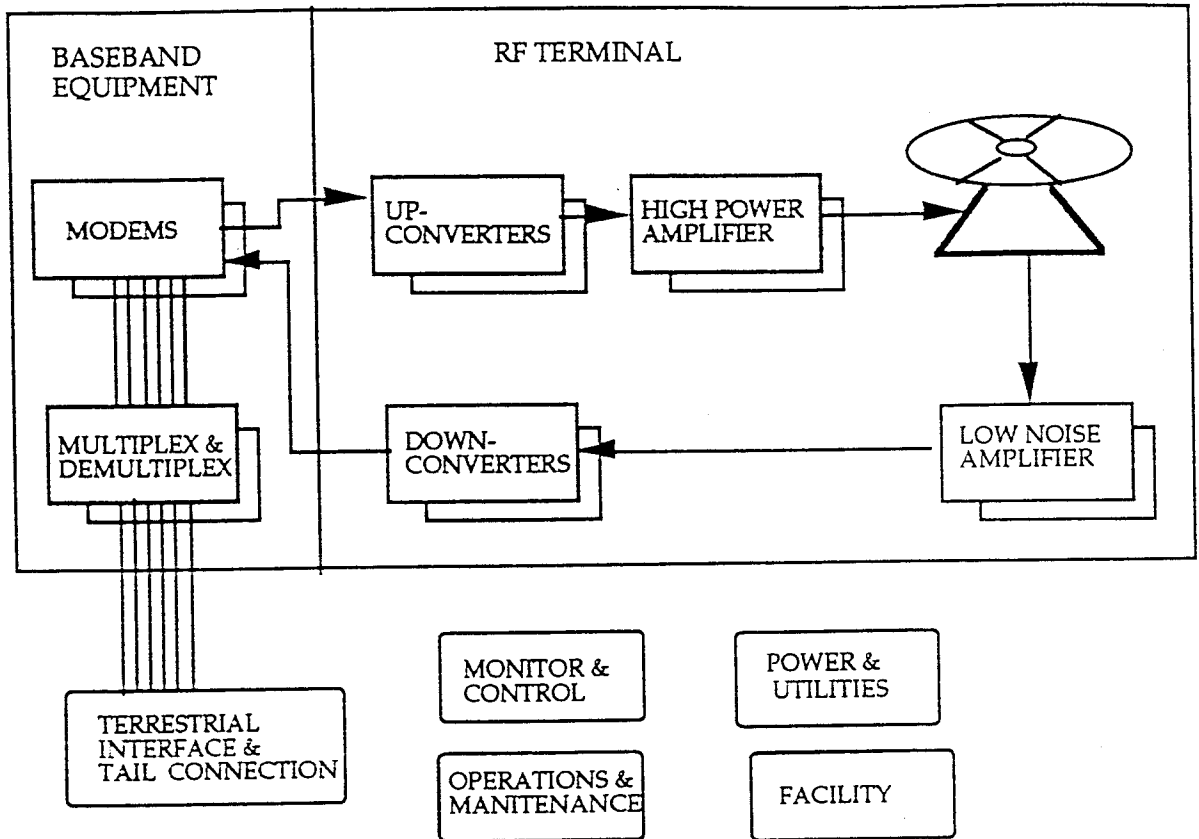 BASEBAND
EQUIPMENT
RF TERMINAL
MODEMS
UP-
CONVERTERS
HIGH POWER
AMPLIFIER
MULTIPLEX &
DEMULTIPLEX
DOWN-
CONVERTERS
LOW NOISE
AMPLIFIER
TERRESTRIAL
INTERFACE &
TAIL CONNECTION
MONITOR &
CONTROL
POWER &
UTILITIES
OPERATIONS &
MANITENANCE
FACILITY